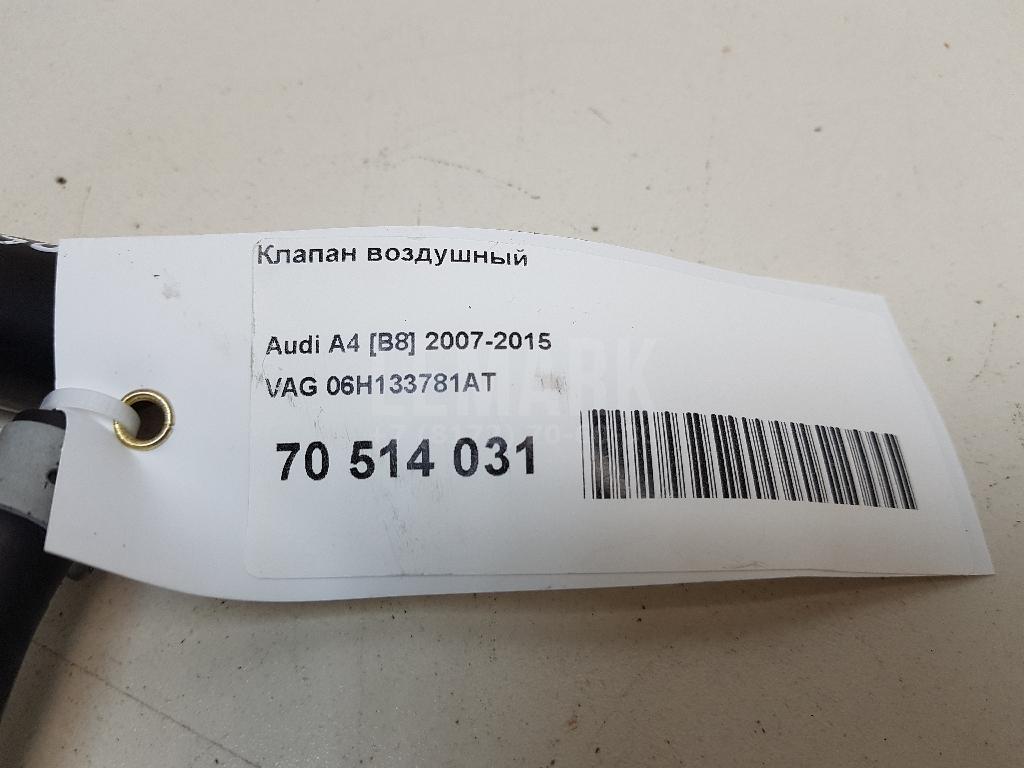 Клапан воздушный
Audi A4 [B8] 2007-2015
VAG 06H133781AT
70 514 031